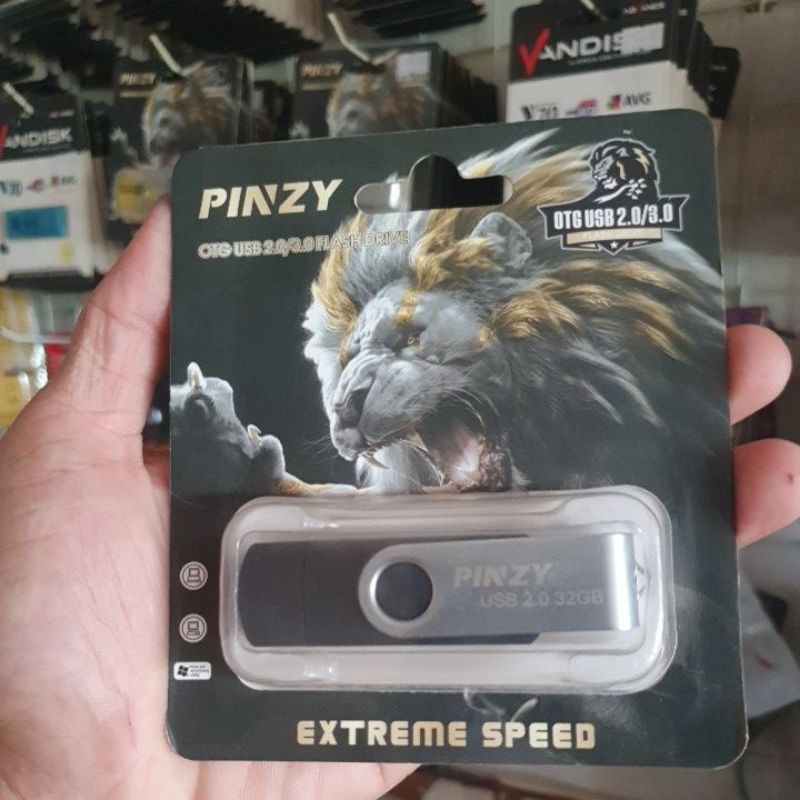 VANDISK
PINZY
PINZY
VANDISK
AVG
PINZY
OTG USB 2.0/3.0 FLASH DRIVE
OTG USB 2.0/3.0
PINZY
USB 2.0 32GB
EXTREME SPEED